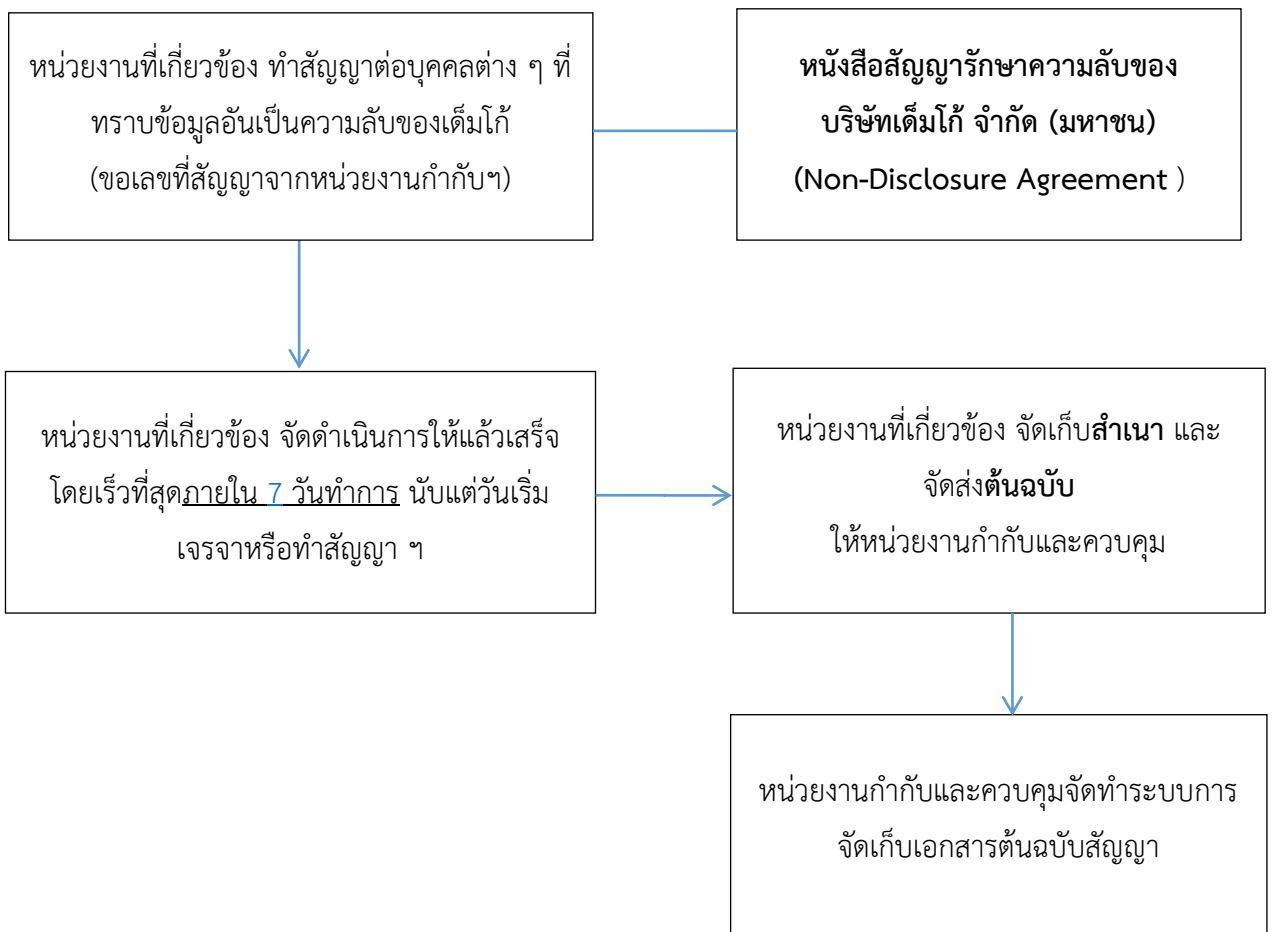 หน่วยงานที่เกี่ยวข้อง ทำสัญญาต่อบุคคลต่าง ๆ ที่
ทราบข้อมูลอันเป็นความลับของเด็มโก้
(ขอเลขที่สัญญาจากหน่วยงานกำกับฯ)
หนังสือสัญญารักษาความลับของ
บริษัทเด็มโก้ จำกัด (มหาชน)
(Non-Disclosure Agreement )
หน่วยงานที่เกี่ยวข้อง จัดดำเนินการให้แล้วเสร็จ
โดยเร็วที่สุดภายใน 7 วันทำการ นับแต่วันเริ่ม
เจรจาหรือทำสัญญา ฯ
หน่วยงานที่เกี่ยวข้อง จัดเก็บสำเนา และ
จัดส่งต้นฉบับ
ให้หน่วยงานกำกับและควบคุม
หน่วยงานกำกับและควบคุมจัดทำระบบการ
จัดเก็บเอกสารต้นฉบับสัญญา